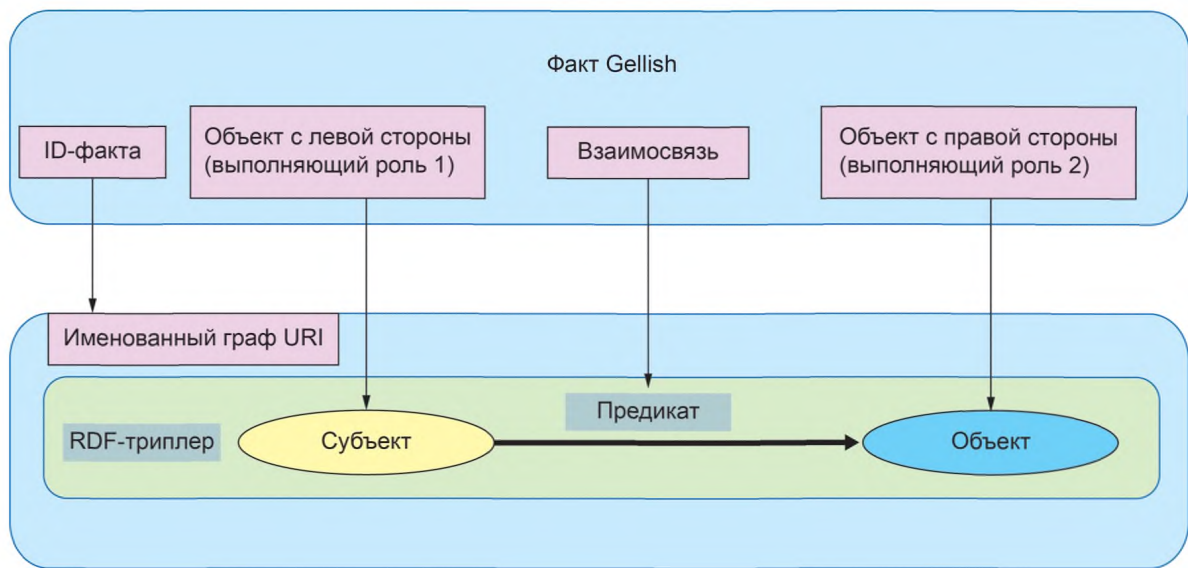 Факт Gellish
ID-факта
Объект с левой стороны
(выполняющий роль 1)
Взаимосвязь
Объект с правой стороны
(выполняющий роль 2)
Именованный граф URI
RDF-триплер
Субъект
Предикат
Объект